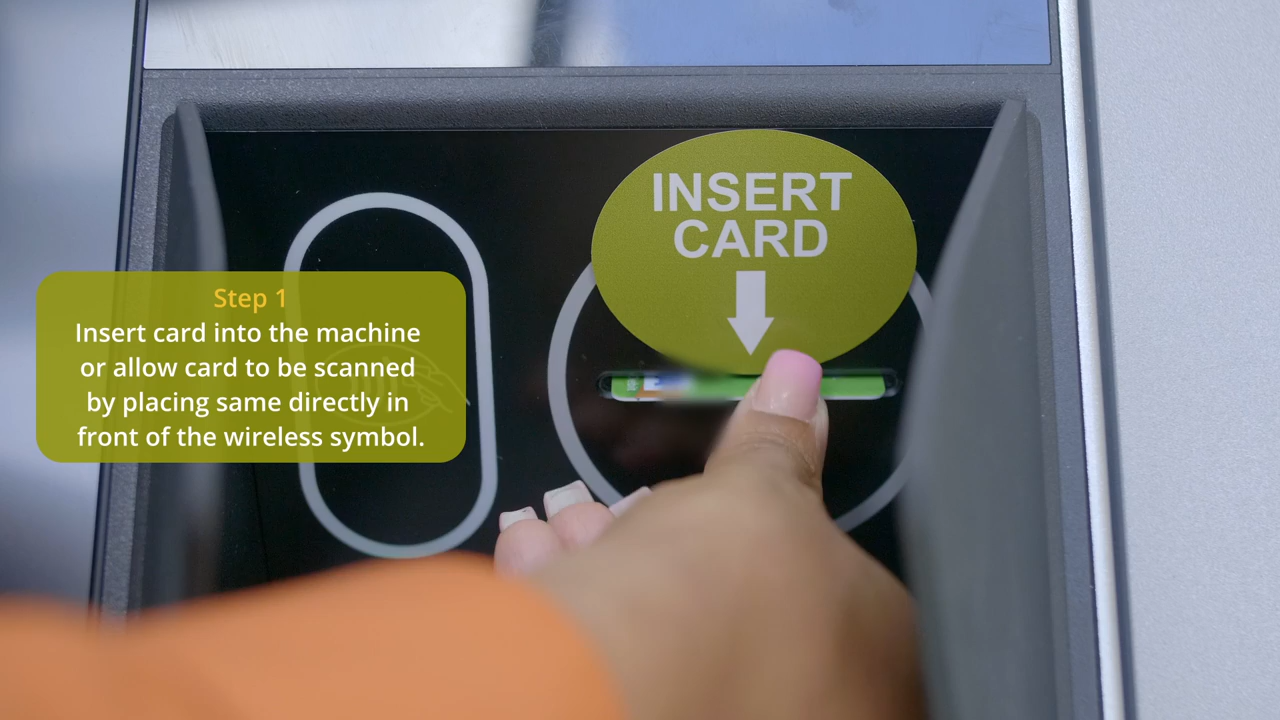 INSERT
CARD
Step 1
Insert card into the machine
or allow card to be scanned
by placing same directly in
front of the wireless symbol.